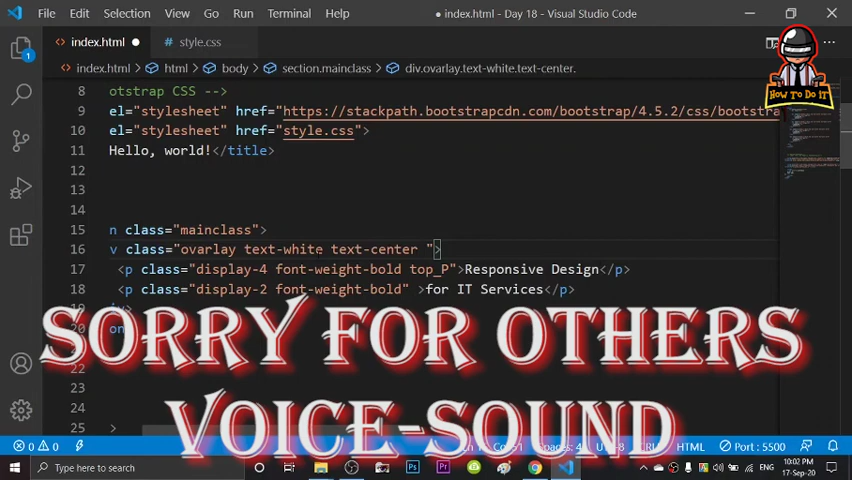 File Edit Selection View Go Run Terminal Help ● index.html - Day 18 - Visual Studio Code
index.html ● # style.css
index.html > html > body > section.mainclass > div.ovarlay.text-white.text-center.
HOW TO DO IT
8 otstrap CSS -->
9 el="stylesheet" href="https://stackpath.bootstrapcdn.com/bootstrap/4.5.2/css/bootstra
10 el="stylesheet" href="style.css">
11 Hello, world!</title>
12
13
14
15 n class="mainclass">
16 v class="ovarlay text-white text-center ">
17 <p class="display-4 font-weight-bold top_P">Responsive Design</p>
18 <p class="display-2 font-weight-bold" >for IT Services</p>
SORRY FOR OTHERS
VOICE-SOUND
24
25 >
0 0 HTML Port : 5500
Type here to search
ENG 10:02 PM
17-Sep-20